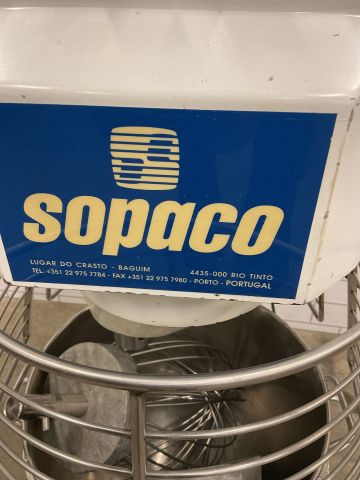 sopaco
LUGAR DO CRASTO - BAGUIM 4435-000 RIO TINTO
TEL. +351 22 975 7784 - FAX +351 22 975 7980 - PORTO - PORTUGAL